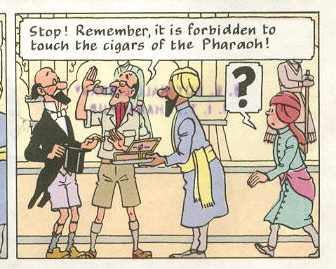 Stop! Remember, it is forbidden to
touch the cigars of the Pharaoh!
?